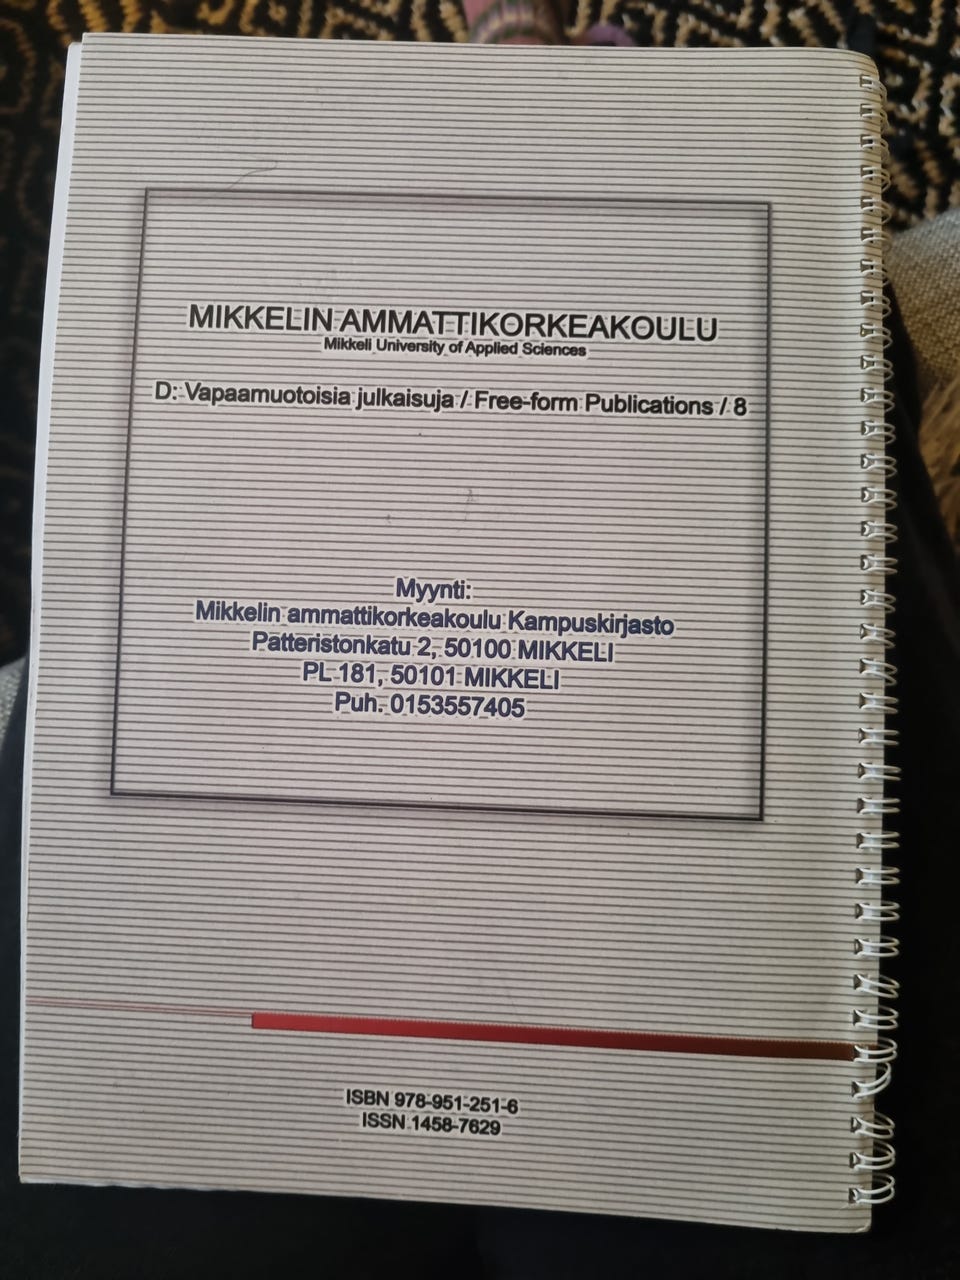 MIKKELIN AMMATTIKORKEAKOULU
Mikkeli University of Applied Sciences
D: Vapaamuotoisia julkaisuja / Free-form Publications / 8
Myynti:
Mikkelin ammattikorkeakoulu Kampuskirjasto
Patteristonkatu 2, 50100 MIKKELI
PL 181, 50101 MIKKELI
Puh. 0153557405
ISBN 978-951-251-6
ISSN 1458-7629